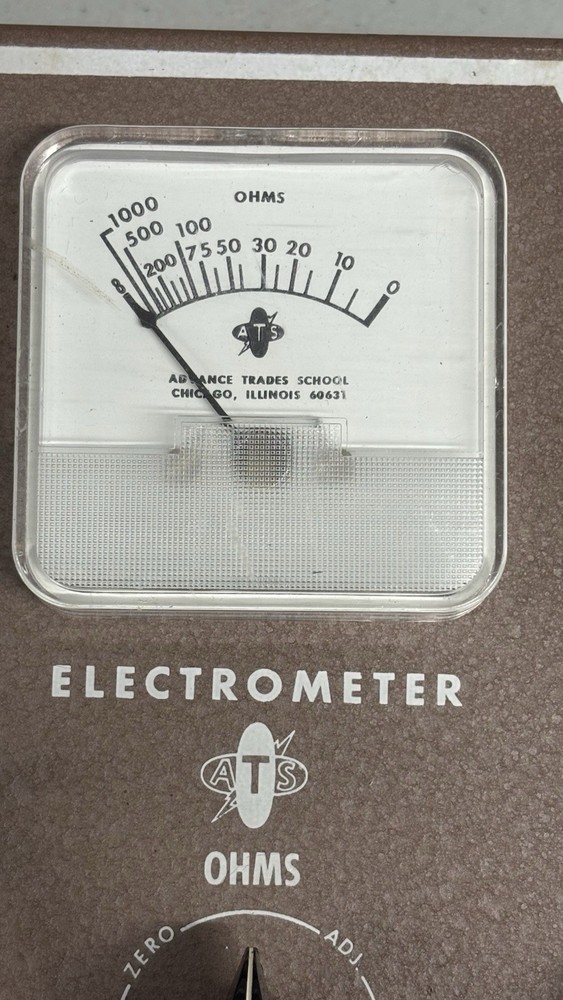 OHMS
1000
500
100
200
75
50
30
20
10
0
∞
ATS
ADVANCE TRADES SCHOOL
CHICAGO, ILLINOIS 60631
ELECTROMETER
ATS
OHMS
ZERO ADJ.